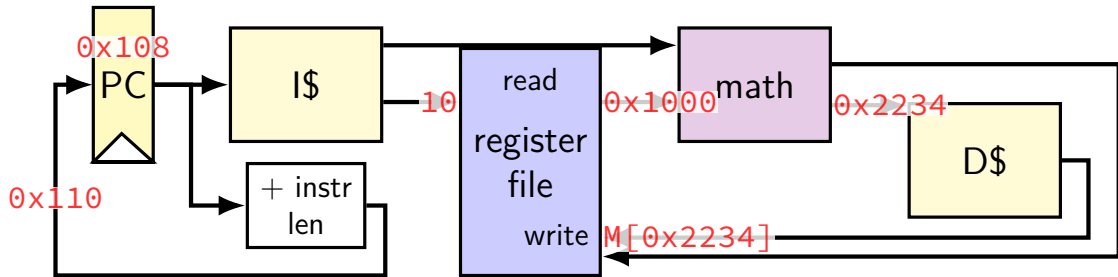 0x108
PC
I$
10
read
0x1000
math
0x2234
register
file
D$
+ instr
len
0x110
write
M[0x2234]